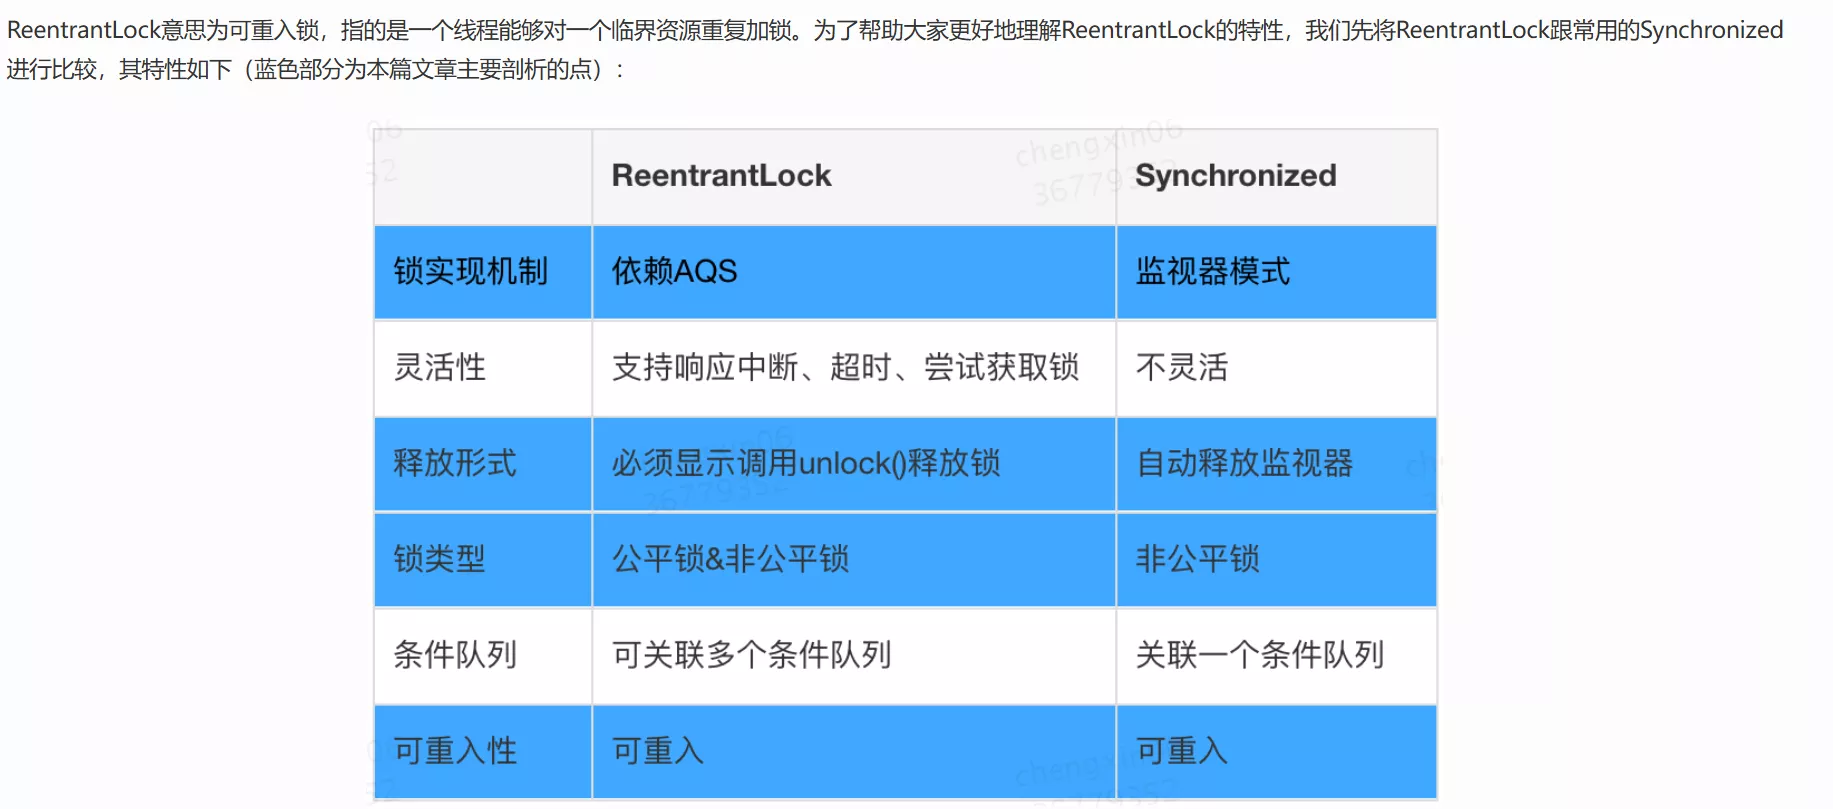 ReentrantLock意思为可重入锁，指的是一个线程能够对一个临界资源重复加锁。为了帮助大家更好地理解ReentrantLock的特性，我们先将ReentrantLock跟常用的Synchronized
进行比较，其特性如下（蓝色部分为本篇文章主要剖析的点）：
ReentrantLock Synchronized
锁实现机制 依赖AQS 监视器模式
灵活性 支持响应中断、超时、尝试获取锁 不灵活
释放形式 必须显示调用unlock()释放锁 自动释放监视器
锁类型 公平锁&非公平锁 非公平锁
条件队列 可关联多个条件队列 关联一个条件队列
可重入性 可重入 可重入
chengxin06
36779352